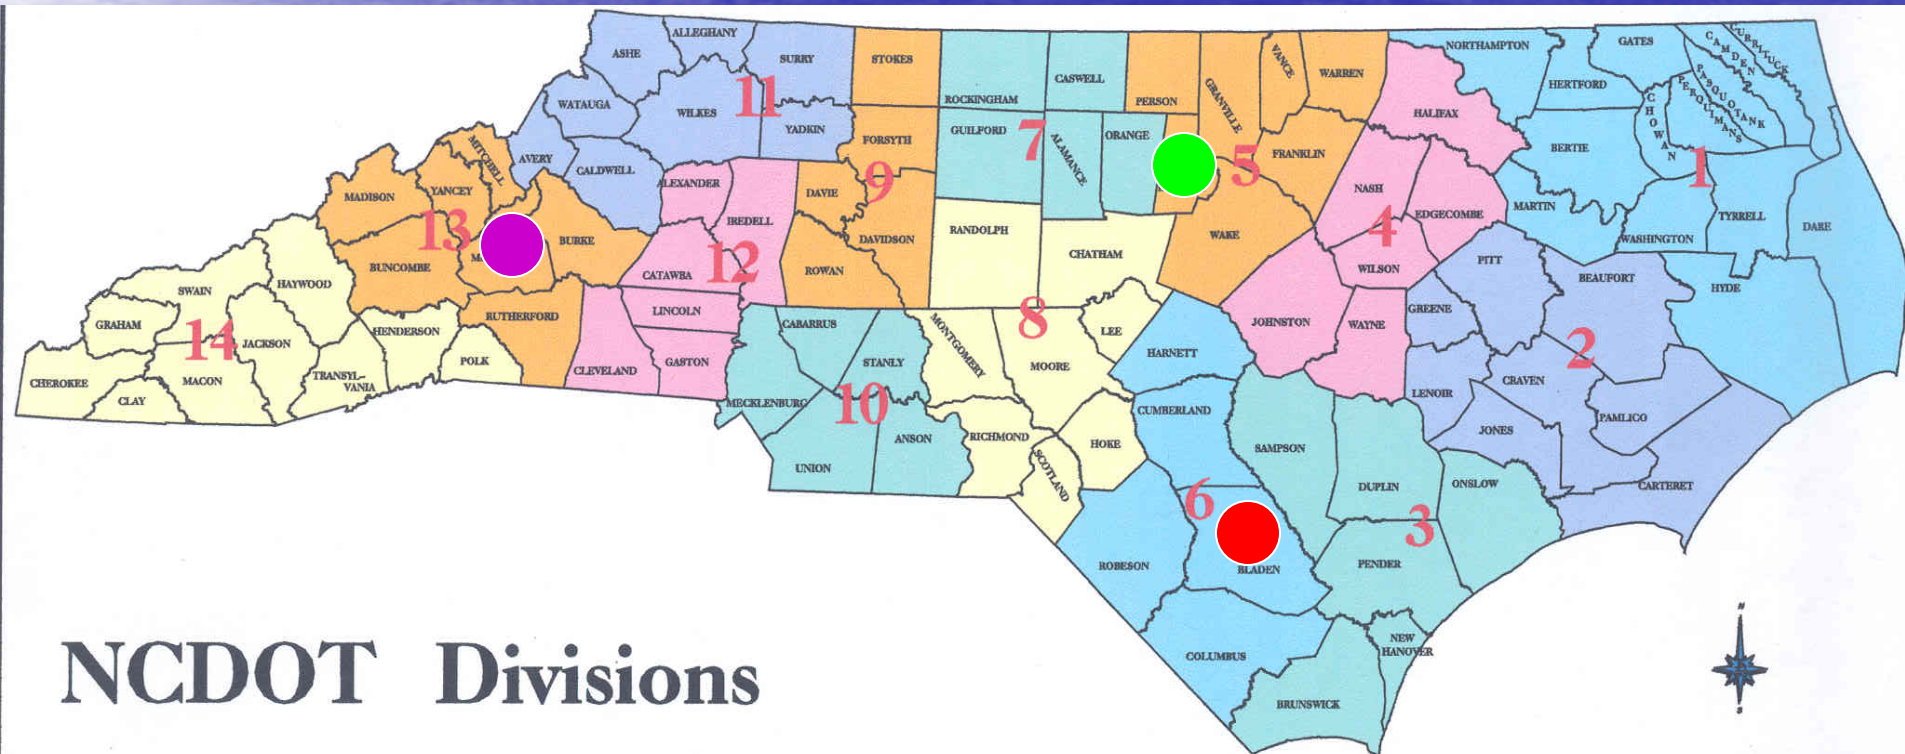 ALLEGHANY
ASHE
SURRY
STOKES
WATAUGA
WILKES
11
YADKIN
ROCKINGHAM
CASWELL
PERSON
GRANVILLE
VANCE
WARREN
NORTHAMPTON
GATES
CAMDEN
CURRITUCK
PASQUOTANK
PERQUIMANS
CHOWAN
HERTFORD
HALIFAX
BERTIE
1
MITCHELL
AVERY
CALDWELL
ALEXANDER
FORSYTH
GUILFORD
7
ALAMANCE
ORANGE
5
FRANKLIN
NASH
EDGECOMBE
MARTIN
WASHINGTON
TYRRELL
DARE
MADISON
YANCEY
13
BUNCOMBE
BURKE
IREDELL
DAVIE
9
DAVIDSON
RANDOLPH
CHATHAM
WAKE
4
WILSON
PITT
BEAUFORT
HYDE
SWAIN
HAYWOOD
CATAWBA
12
ROWAN
GRAHAM
14
JACKSON
HENDERSON
RUTHERFORD
LINCOLN
CABARRUS
MONTGOMERY
8
LEE
HARNETT
JOHNSTON
WAYNE
GREENE
2
CHEROKEE
CLAY
MACON
TRANSYL-
VANIA
POLK
CLEVELAND
GASTON
MECKLENBURG
STANLY
10
MOORE
CUMBERLAND
LENOIR
CRAVEN
PAMLICO
JONES
UNION
ANSON
RICHMOND
SCOTLAND
HOKE
SAMPSON
DUPLIN
ONSLOW
CARTERET
6
3
ROBESON
BLADEN
PENDER
COLUMBUS
NEW
HANOVER
BRUNSWICK
NCDOT Divisions
N
S